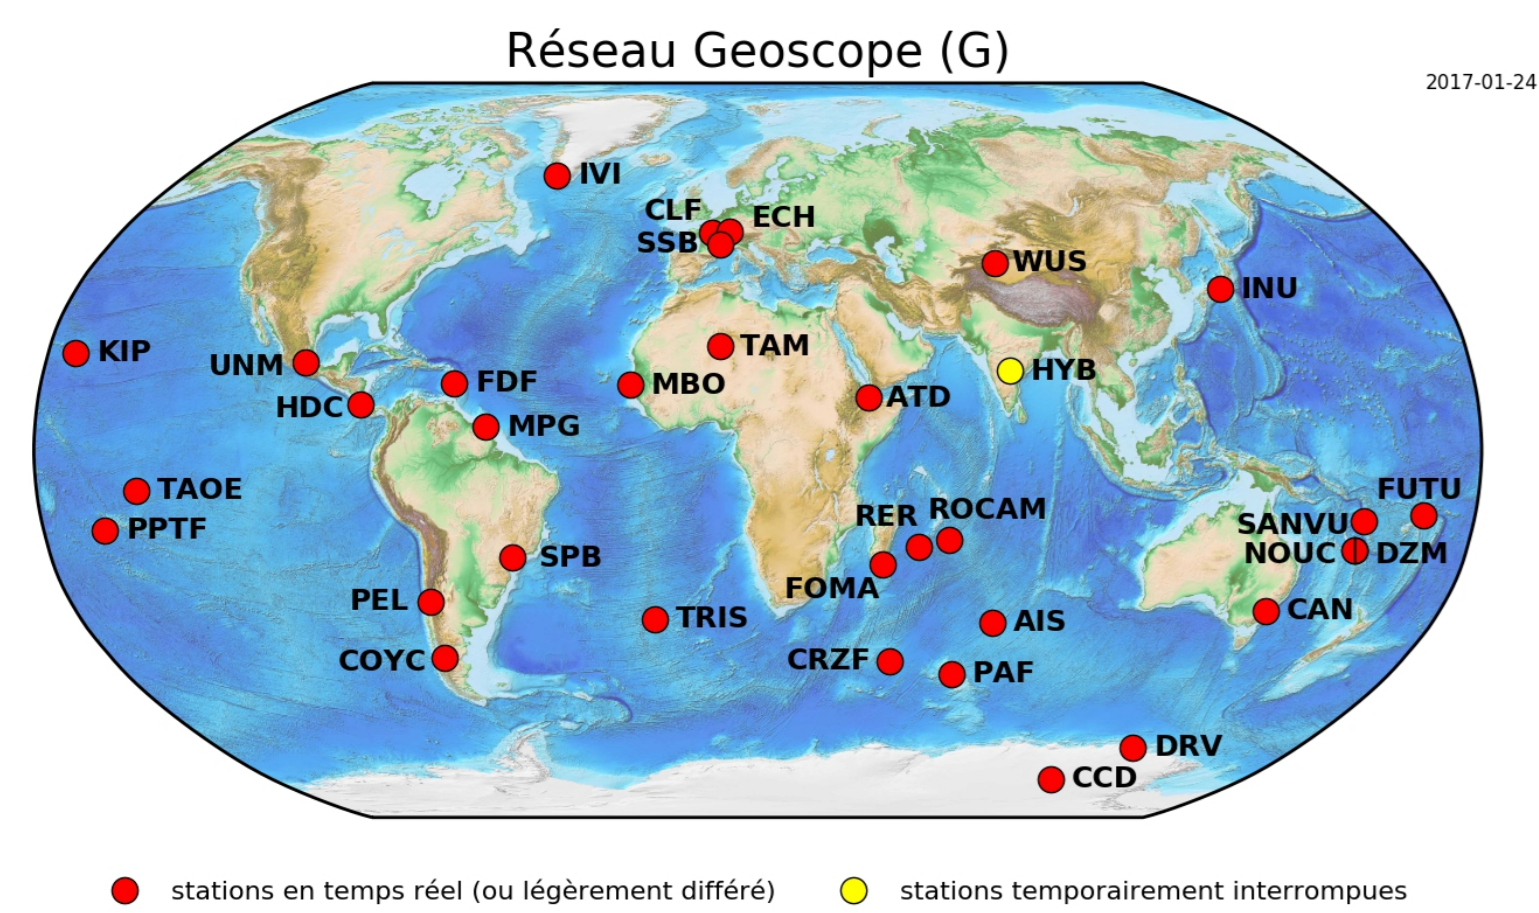 Réseau Geoscope (G)
2017-01-24
IVI
CLF
ECH
SSB
WUS
INU
KIP
UNM
TAM
HYB
FDF
MBO
ATD
HDC
MPG
TAOE
FUTU
PPTF
RER
ROCAM
SANVU
NOUC
DZM
SPB
FOMA
PEL
TRIS
AIS
CAN
COYC
CRZF
PAF
DRV
CCD
stations en temps réel (ou légèrement différé)
stations temporairement interrompues